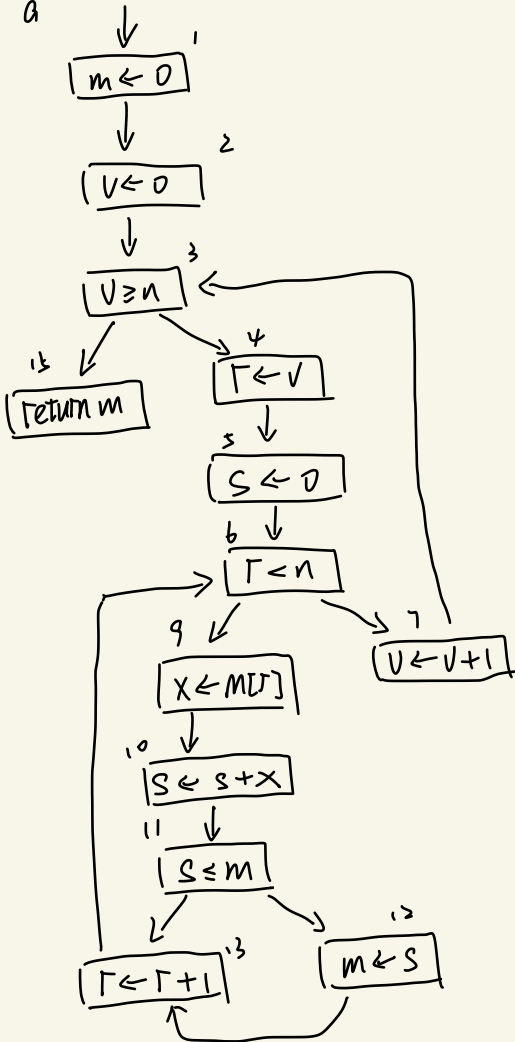 a
1
m ← 0
2
v ← 0
3
v ≥ n
15
return m
4
r ← v
5
s ← 0
6
r < n
7
v ← v + 1
9
x ← M[r]
10
s ← s + x
11
s ≤ m
12
m ← s
13
r ← r + 1